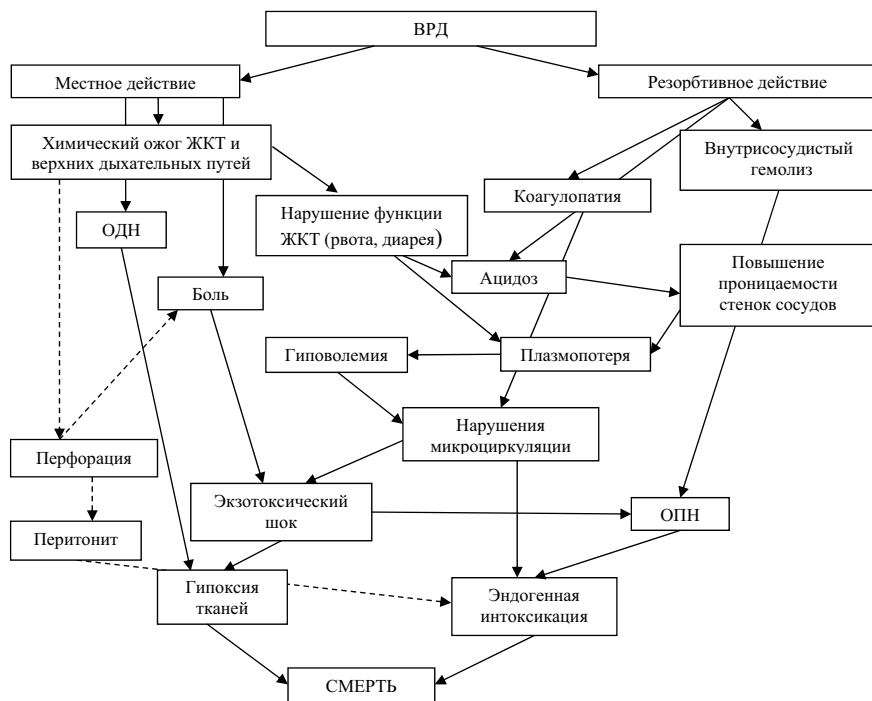 ВРД
Местное действие
Резорбтивное действие
Химический ожог ЖКТ и
верхних дыхательных путей
Внутрисосудистый
гемолиз
Коагулопатия
Нарушение функции
ЖКТ (рвота, диарея)
ОДН
Повышение
проницаемости
стенок сосудов
Ацидоз
Боль
Гиповолемия
Плазмопотеря
Нарушения
микроциркуляции
Перфорация
Экзотоксический
шок
ОПН
Перитонит
Гипоксия
тканей
Эндогенная
интоксикация
СМЕРТЬ